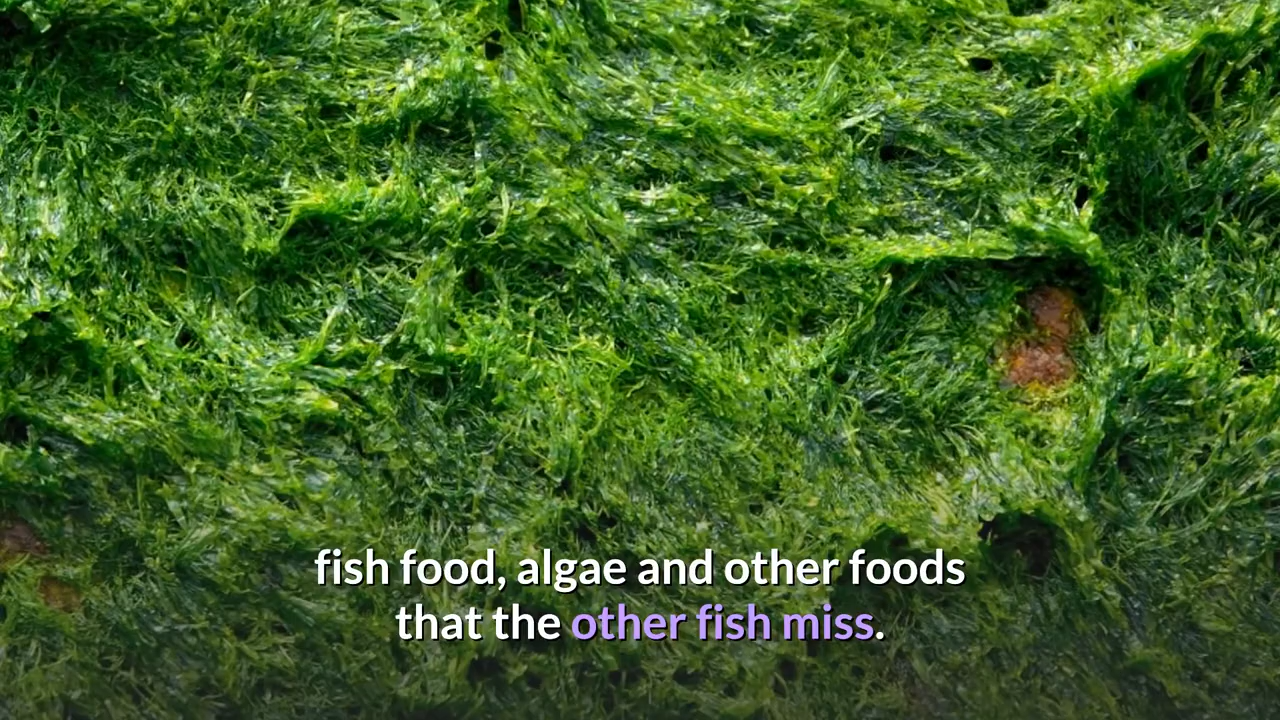 fish food, algae and other foods
that the other fish miss.